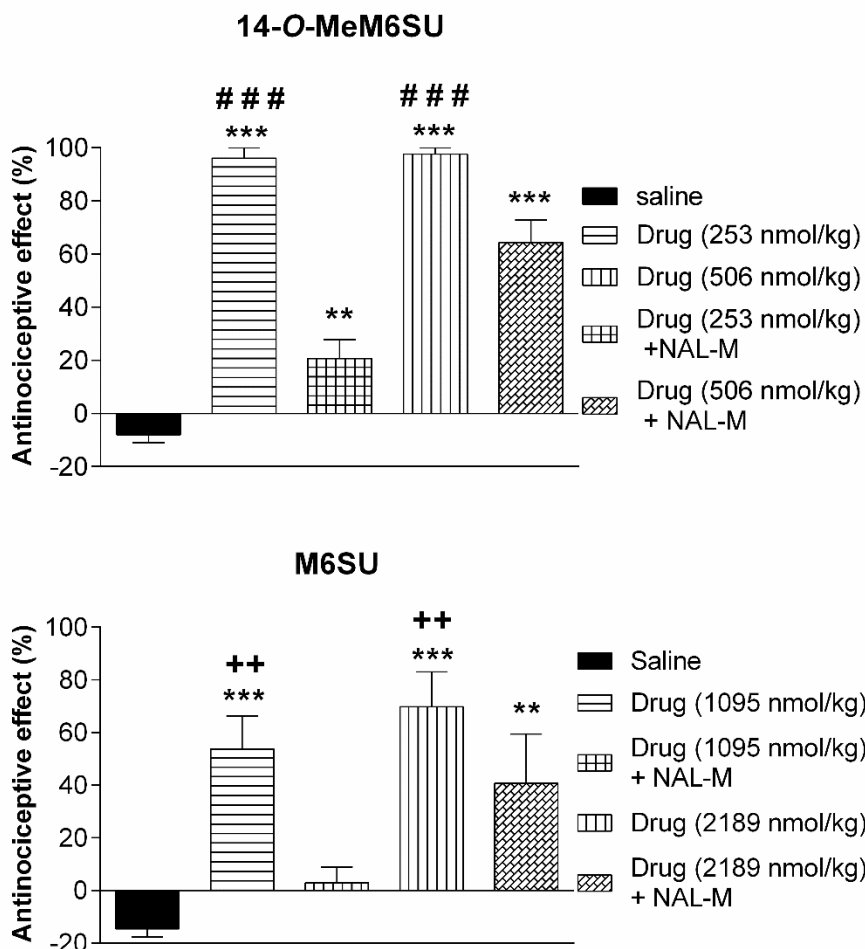 14-O-MeM6SU
###
***
###
***
**
***
Antinociceptive effect (%)
100
80
60
40
20
0
-20
saline
Drug (253 nmol/kg)
Drug (506 nmol/kg)
Drug (253 nmol/kg)
+NAL-M
Drug (506 nmol/kg)
+ NAL-M
M6SU
++
***
++
***
**
Antinociceptive effect (%)
100
80
60
40
20
0
-20
Saline
Drug (1095 nmol/kg)
Drug (1095 nmol/kg)
+ NAL-M
Drug (2189 nmol/kg)
Drug (2189 nmol/kg)
+ NAL-M